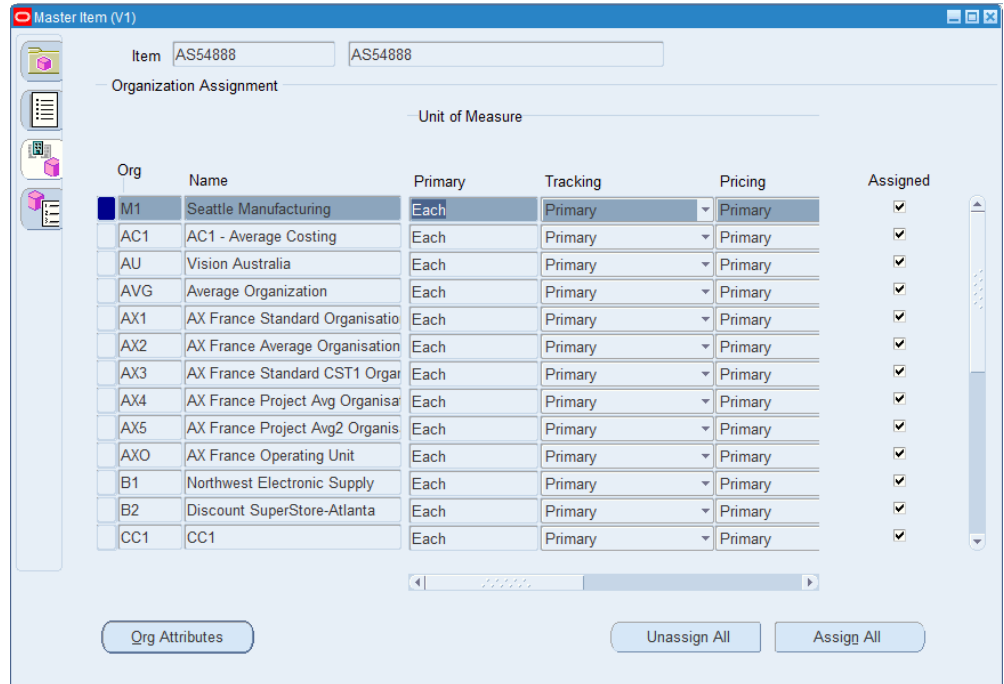 Master Item (V1)
Item AS54888 AS54888
Organization Assignment
Unit of Measure
Org Name Primary Tracking Pricing Assigned
M1 Seattle Manufacturing Each Primary Primary
AC1 AC1 - Average Costing Each Primary Primary
AU Vision Australia Each Primary Primary
AVG Average Organization Each Primary Primary
AX1 AX France Standard Organisatio Each Primary Primary
AX2 AX France Average Organisation Each Primary Primary
AX3 AX France Standard CST1 Organ Each Primary Primary
AX4 AX France Project Avg Organisat Each Primary Primary
AX5 AX France Project Avg2 Organis Each Primary Primary
AXO AX France Operating Unit Each Primary Primary
B1 Northwest Electronic Supply Each Primary Primary
B2 Discount SuperStore-Atlanta Each Primary Primary
CC1 CC1 Each Primary Primary
Org Attributes Unassign All Assign All